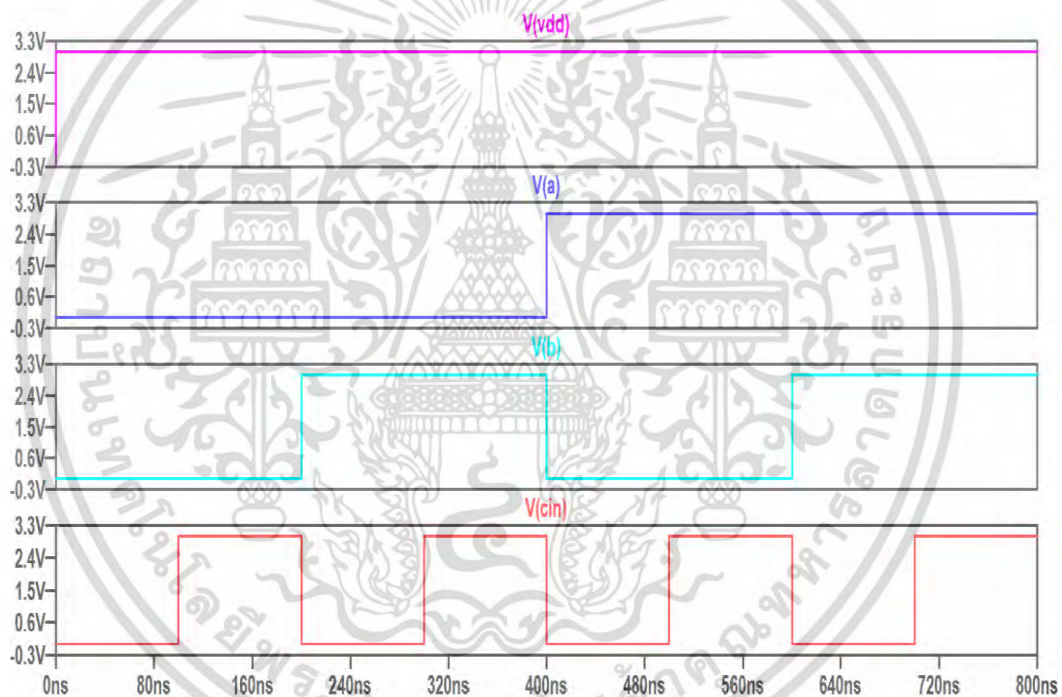 V(vdd)
3.3V
2.4V
1.5V
0.6V
-0.3V
V(a)
3.3V
2.4V
1.5V
0.6V
-0.3V
V(b)
3.3V
2.4V
1.5V
0.6V
-0.3V
V(cin)
3.3V
2.4V
1.5V
0.6V
-0.3V
0ns 80ns 160ns 240ns 320ns 400ns 480ns 560ns 640ns 720ns 800ns